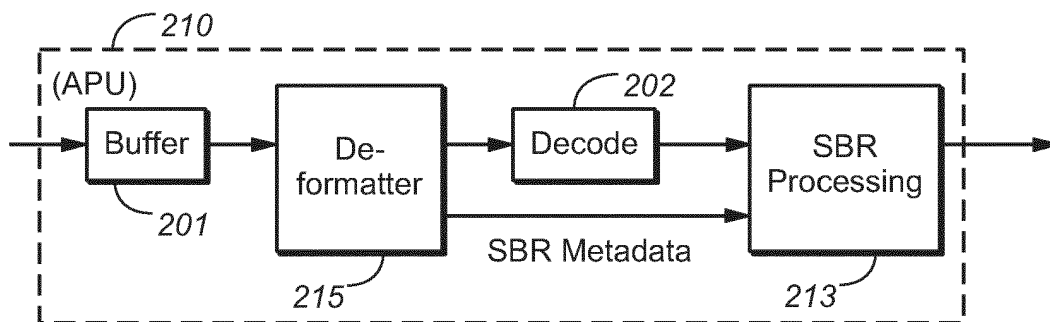 210
(APU)
Buffer
201
De-
formatter
215
202
Decode
SBR Metadata
SBR
Processing
213